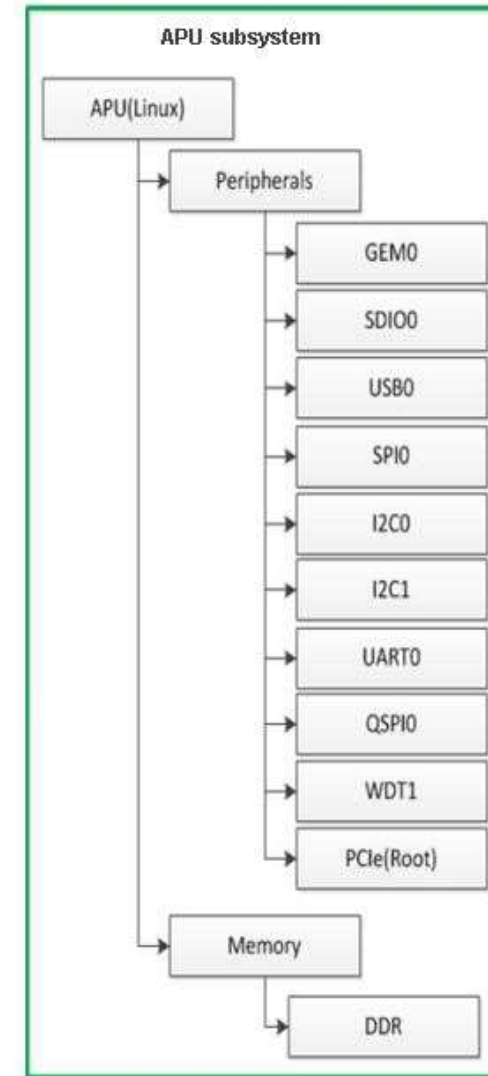 APU subsystem
APU(Linux)
Peripherals
GEM0
SDIO0
USB0
SPI0
I2C0
I2C1
UART0
QSPI0
WDT1
PCIe(Root)
Memory
DDR